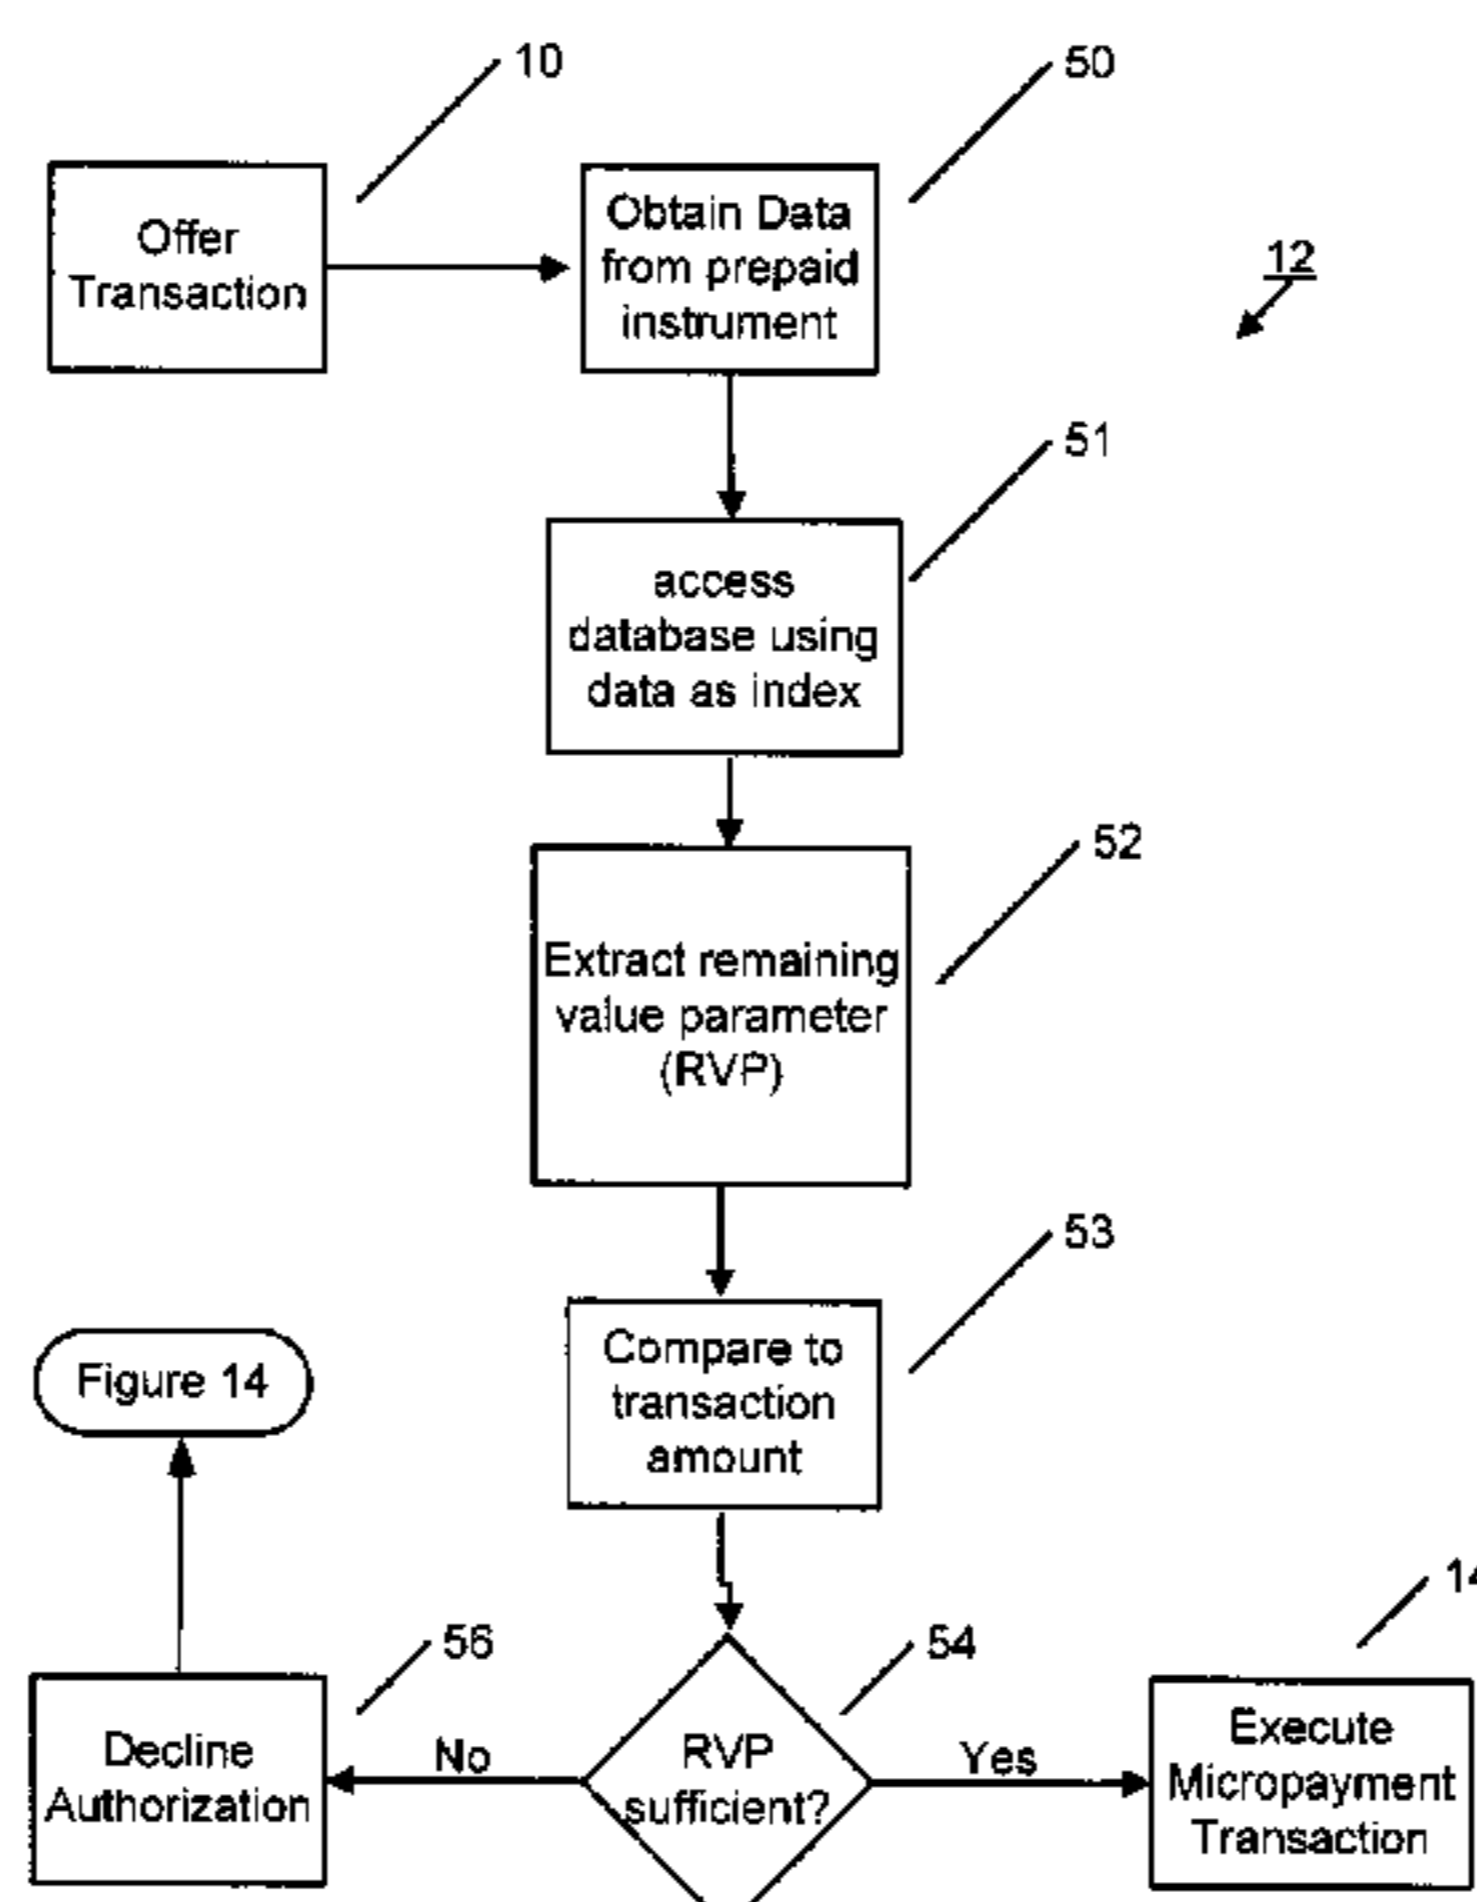 10
50
Offer
Transaction
Obtain Data
from prepaid
instrument
12
51
access
database using
data as index
52
Extract remaining
value parameter
(RVP)
53
Compare to
transaction
amount
Figure 14
14
56
54
Decline
Authorization
No
RVP
sufficient?
Yes
Execute
Micropayment
Transaction